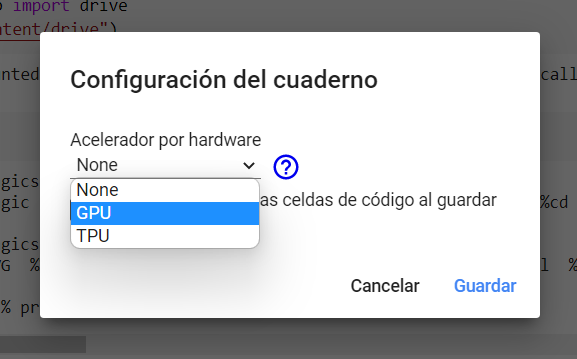 import drive
ntent/drive")
Configuración del cuaderno
Acelerador por hardware
None
None
GPU
TPU
as celdas de código al guardar
Cancelar
Guardar
nted
call
gics
gic
%cd
gics
G %
l %
% pr